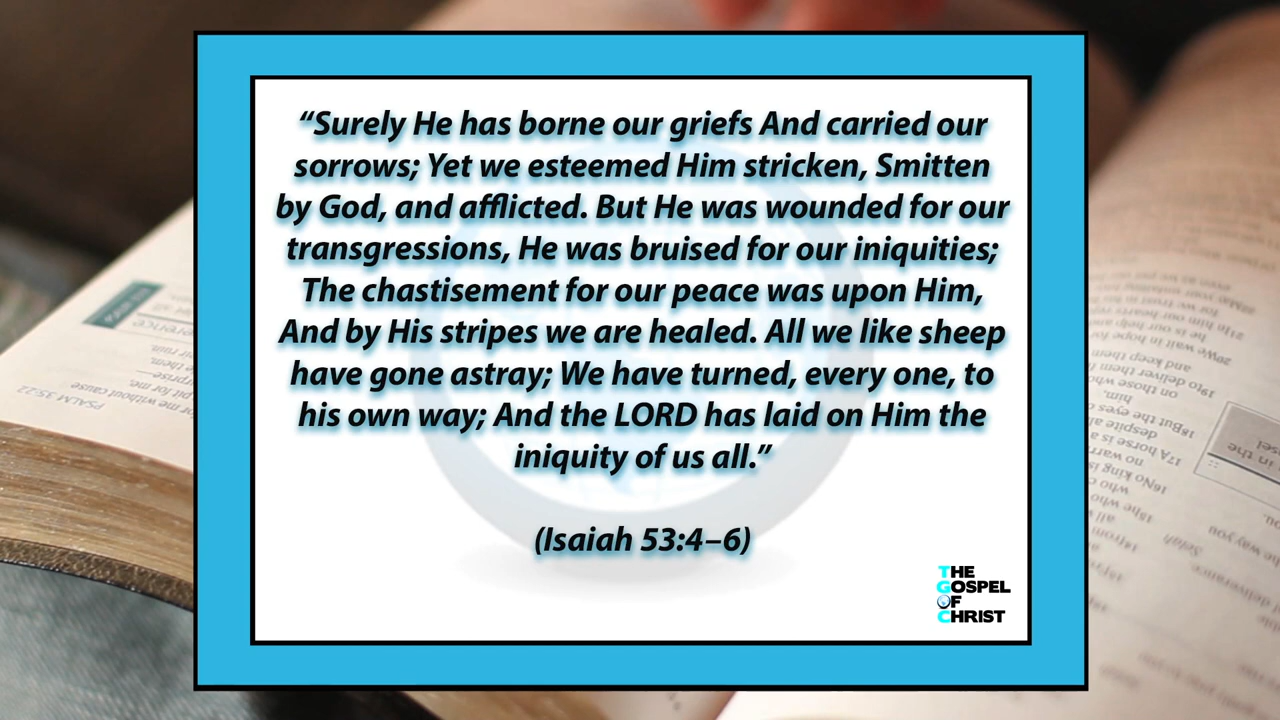 “Surely He has borne our griefs And carried our
sorrows; Yet we esteemed Him stricken, Smitten
by God, and afflicted. But He was wounded for our
transgressions, He was bruised for our iniquities;
The chastisement for our peace was upon Him,
And by His stripes we are healed. All we like sheep
have gone astray; We have turned, every one, to
his own way; And the LORD has laid on Him the
iniquity of us all.”
(Isaiah 53:4–6)
THE
GOSPEL
OF
CHRIST
PSALM 35:22